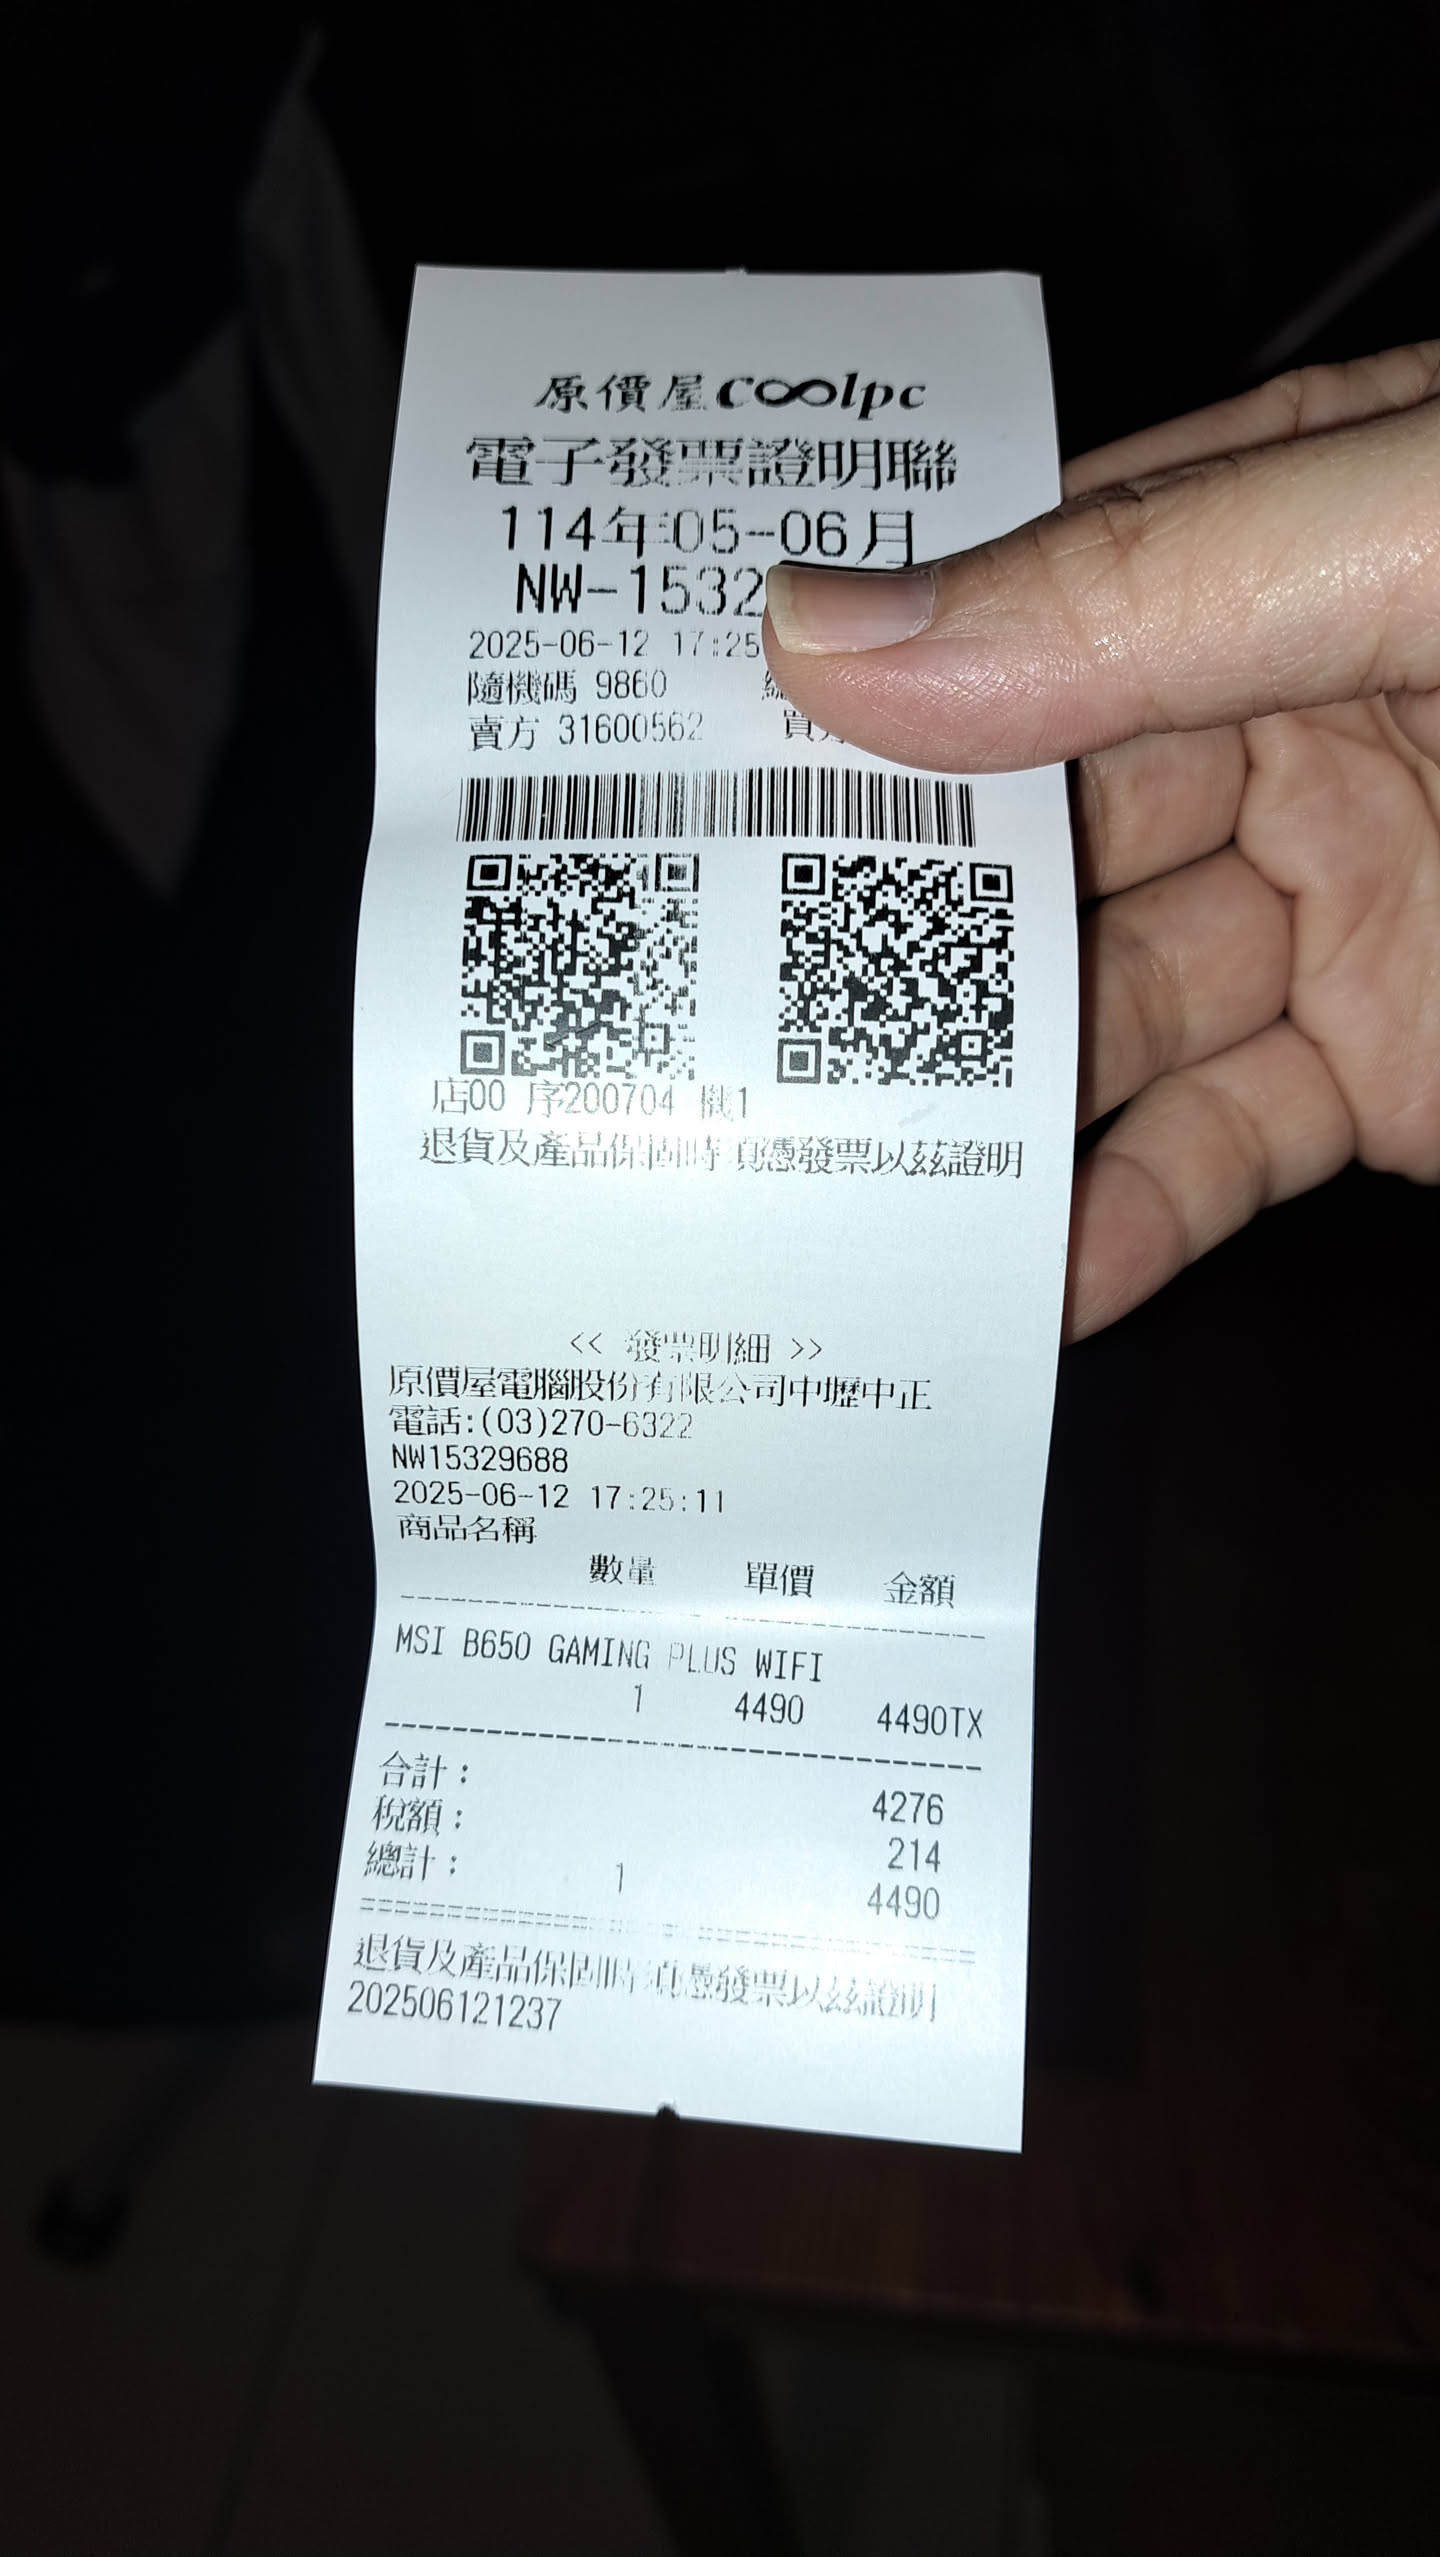 原價屋coolpc
電子發票證明聯
114年05-06月
NW-1532
2025-06-12 17:25
隨機碼 9860
賣方 31600562 買方
店00 序200704 機1
退貨及產品保固時須憑發票以茲證明
<< 發票明細 >>
原價屋電腦股份有限公司中壢中正
電話:(03)270-6322
NW15329688
2025-06-12 17:25:11
商品名稱
數量 單價 金額
MSI B650 GAMING PLUS WIFI
1 4490 4490TX
合計: 4276
稅額: 214
總計: 1 4490
退貨及產品保固時須憑發票以茲證明
202506121237